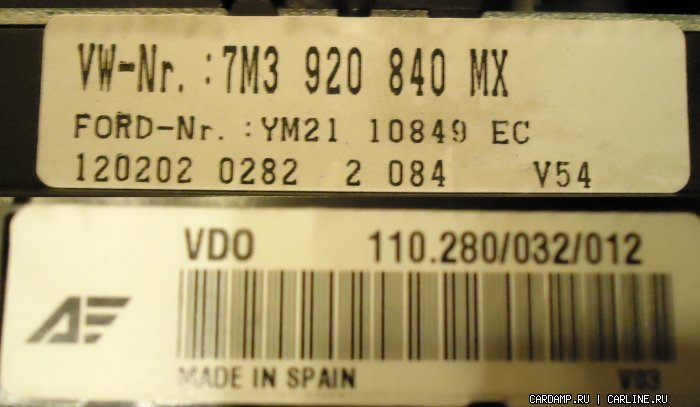 VW-Nr. :7M3 920 840 MX
FORD-Nr. :YM21 10849 EC
120202 0282 2 084 V54
VDO 110.280/032/012
AE
MADE IN SPAIN V03
CARDAMP.RU | CARLINE.RU